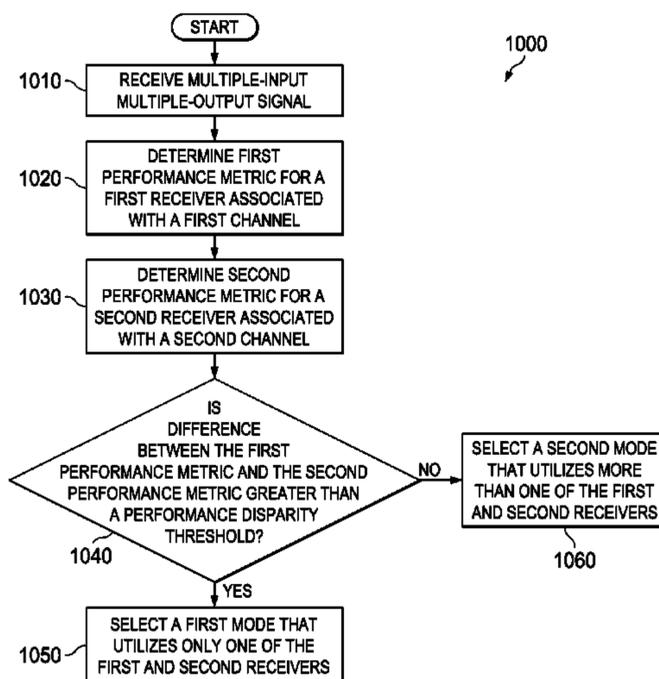 START
1000
1010
RECEIVE MULTIPLE-INPUT
MULTIPLE-OUTPUT SIGNAL
1020
DETERMINE FIRST
PERFORMANCE METRIC FOR A
FIRST RECEIVER ASSOCIATED
WITH A FIRST CHANNEL
1030
DETERMINE SECOND
PERFORMANCE METRIC FOR A
SECOND RECEIVER ASSOCIATED
WITH A SECOND CHANNEL
IS
DIFFERENCE
BETWEEN THE FIRST
PERFORMANCE METRIC AND THE SECOND
PERFORMANCE METRIC GREATER THAN
A PERFORMANCE DISPARITY
THRESHOLD?
1040
NO
SELECT A SECOND MODE
THAT UTILIZES MORE
THAN ONE OF THE FIRST
AND SECOND RECEIVERS
1060
YES
1050
SELECT A FIRST MODE THAT
UTILIZES ONLY ONE OF THE
FIRST AND SECOND RECEIVERS